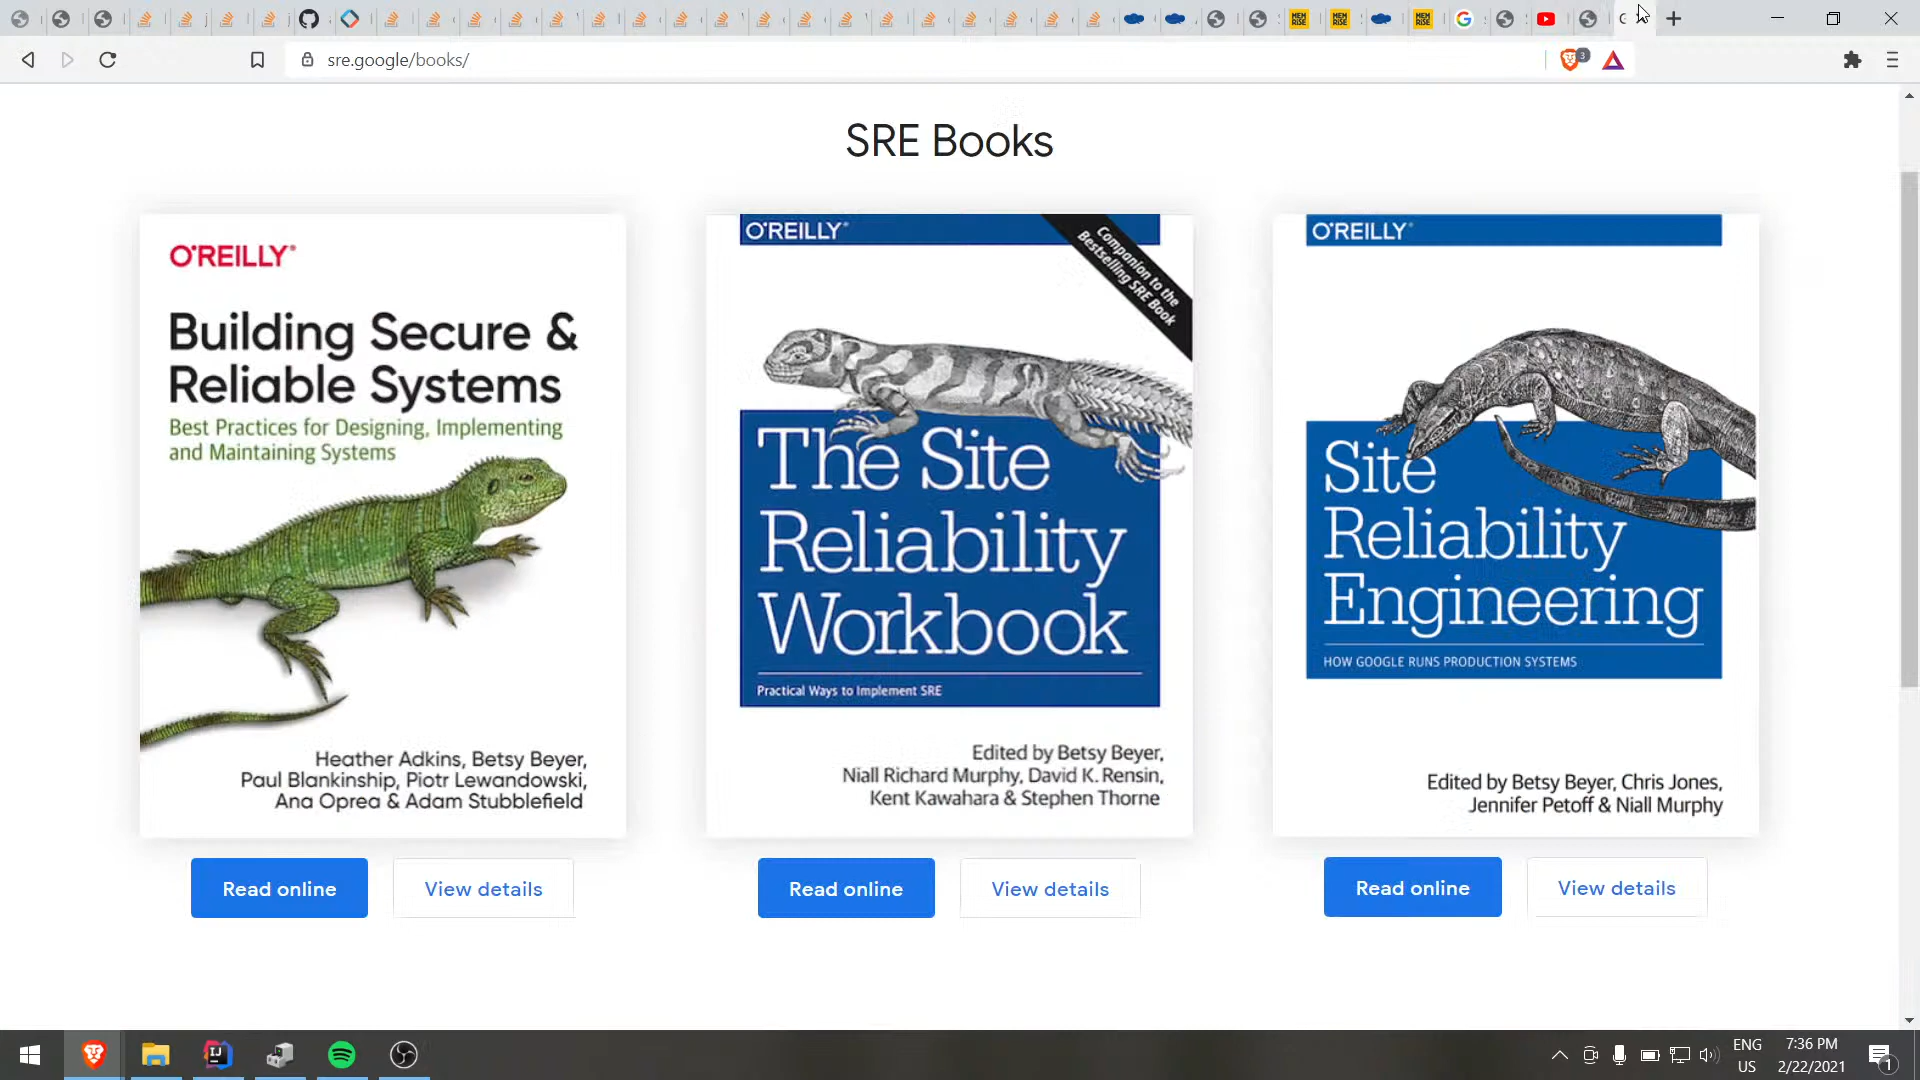 sre.google/books/
3
SRE Books
O'REILLY®
Building Secure &
Reliable Systems
Best Practices for Designing, Implementing
and Maintaining Systems
Heather Adkins, Betsy Beyer,
Paul Blankinship, Piotr Lewandowski,
Ana Oprea & Adam Stubblefield
O'REILLY®
Companion to the
Bestselling SRE Book
The Site
Reliability
Workbook
Practical Ways to Implement SRE
Edited by Betsy Beyer,
Niall Richard Murphy, David K. Rensin,
Kent Kawahara & Stephen Thorne
O'REILLY®
Site
Reliability
Engineering
HOW GOOGLE RUNS PRODUCTION SYSTEMS
Edited by Betsy Beyer, Chris Jones,
Jennifer Petoff & Niall Murphy
Read online
View details
Read online
View details
Read online
View details
ENG
US
7:36 PM
2/22/2021
1